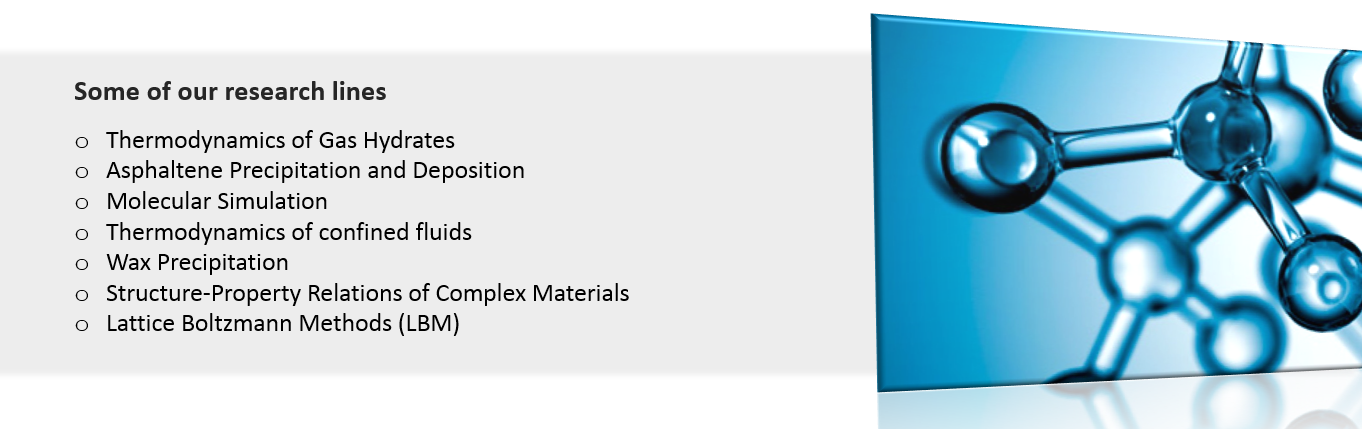 Some of our research lines
o Thermodynamics of Gas Hydrates
o Asphaltene Precipitation and Deposition
o Molecular Simulation
o Thermodynamics of confined fluids
o Wax Precipitation
o Structure-Property Relations of Complex Materials
o Lattice Boltzmann Methods (LBM)